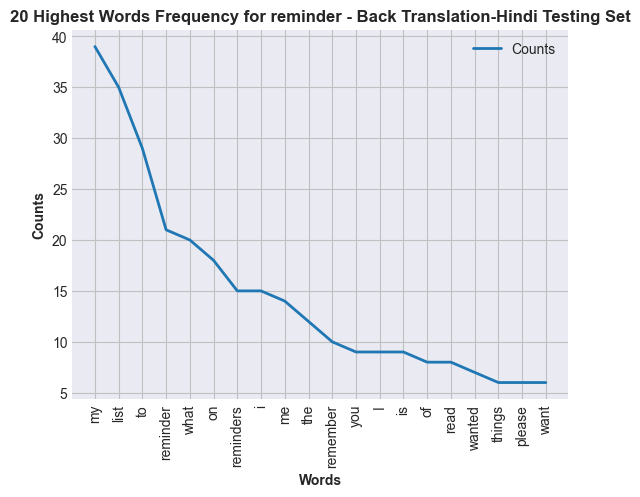 20 Highest Words Frequency for reminder - Back Translation-Hindi Testing Set
Counts
Counts
40
35
30
25
20
15
10
5
my
list
to
reminder
what
on
reminders
i
me
the
remember
you
I
is
of
read
wanted
things
please
want
Words